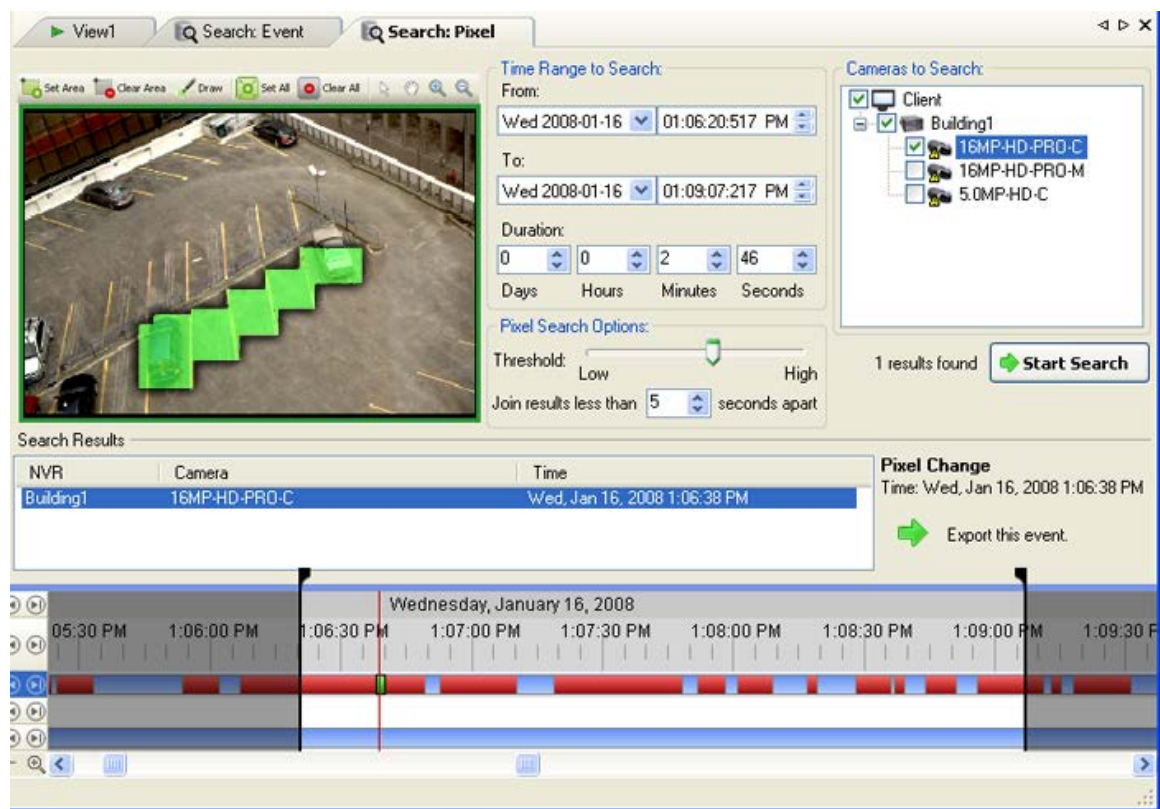 View1 Search: Event Search: Pixel
Set Area Clear Area Draw Set All Clear All
Time Range to Search:
From:
Wed 2008-01-16 01:06:20:517 PM
To:
Wed 2008-01-16 01:09:07:217 PM
Duration:
0 0 2 46
Days Hours Minutes Seconds
Pixel Search Options:
Threshold:
Low High
Join results less than 5 seconds apart
Cameras to Search:
Client
Building1
16MP-HD-PRO-C
16MP-HD-PRO-M
5.0MP-HD-C
1 results found Start Search
Search Results
NVR Camera Time
Building1 16MP-HD-PRO-C Wed, Jan 16, 2008 1:06:38 PM
Pixel Change
Time: Wed, Jan 16, 2008 1:06:38 PM
Export this event.
Wednesday, January 16, 2008
05:30 PM 1:06:00 PM 1:06:30 PM 1:07:00 PM 1:07:30 PM 1:08:00 PM 1:08:30 PM 1:09:00 PM 1:09:30 P